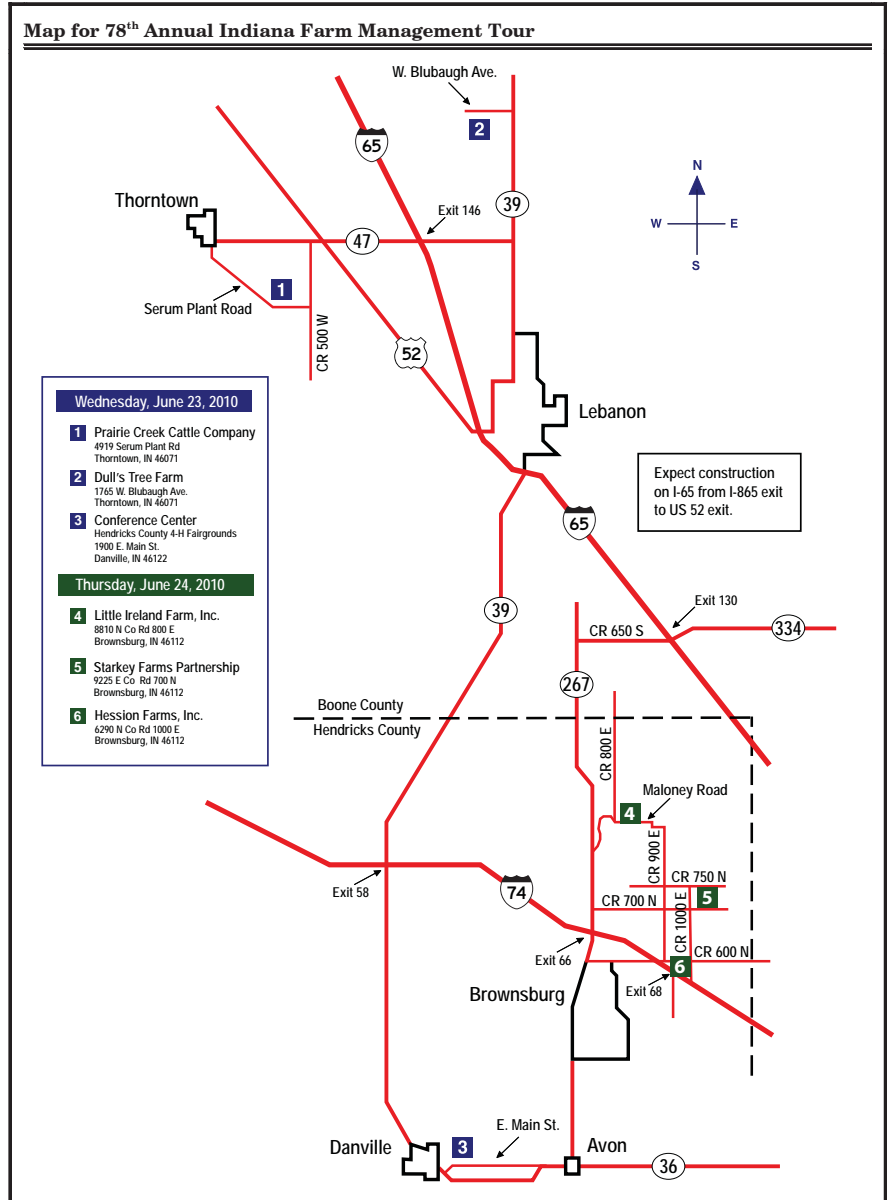 Map for 78th Annual Indiana Farm Management Tour
W. Blubaugh Ave.
2
65
N
W E
S
Thorntown
Exit 146
39
47
1
Serum Plant Road
CR 500 W
52
Wednesday, June 23, 2010
1 Prairie Creek Cattle Company
4919 Serum Plant Rd
Thorntown, IN 46071
2 Dull's Tree Farm
1765 W. Blubaugh Ave.
Thorntown, IN 46071
3 Conference Center
Hendricks County 4-H Fairgrounds
1900 E. Main St.
Danville, IN 46122
Thursday, June 24, 2010
4 Little Ireland Farm, Inc.
8810 N Co Rd 800 E
Brownsburg, IN 46112
5 Starkey Farms Partnership
9225 E Co Rd 700 N
Brownsburg, IN 46112
6 Hession Farms, Inc.
6290 N Co Rd 1000 E
Brownsburg, IN 46112
Lebanon
Expect construction
on I-65 from I-865 exit
to US 52 exit.
65
39
Exit 130
CR 650 S
334
267
Boone County
Hendricks County
CR 800 E
Maloney Road
4
CR 900 E
Exit 58
74
CR 750 N
CR 700 N
5
CR 1000 E
Exit 66
CR 600 N
6
Exit 68
Brownsburg
E. Main St.
Danville
3
Avon
36